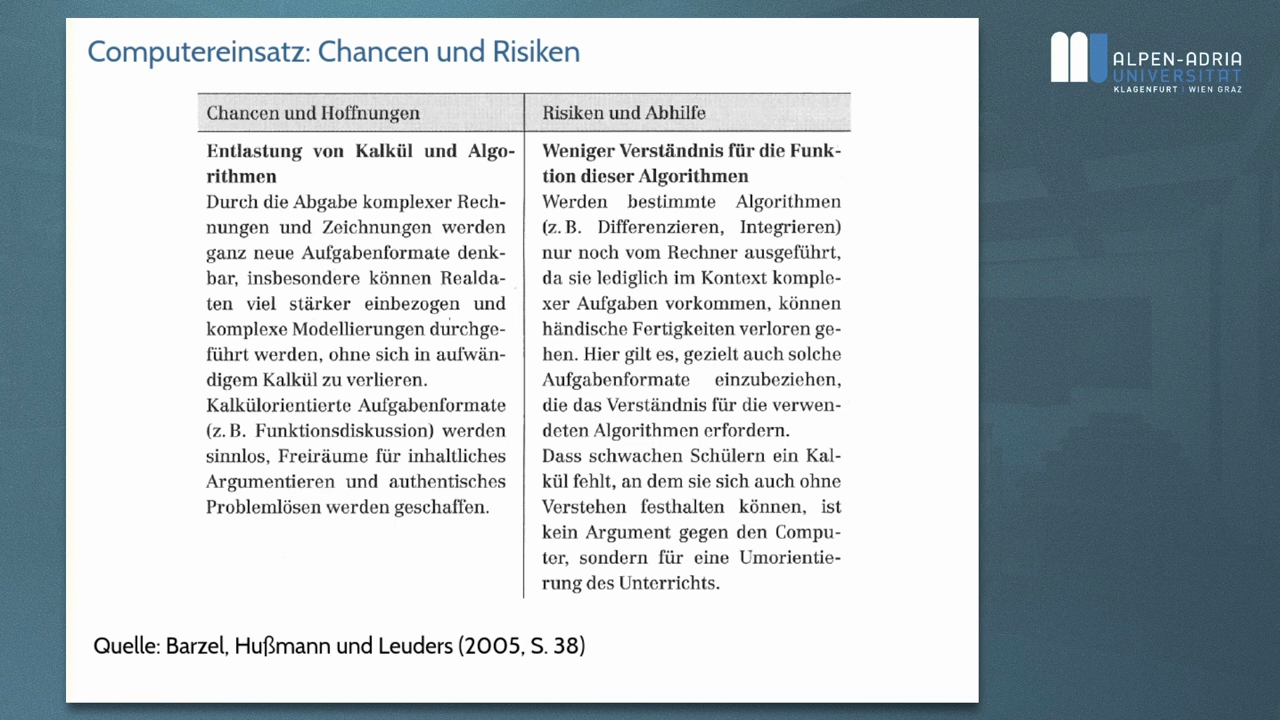 Computereinsatz: Chancen und Risiken
ALPEN-ADRIA
UNIVERSITÄT
KLAGENFURT | WIEN GRAZ
Chancen und Hoffnungen
Entlastung von Kalkül und Algo-
rithmen
Durch die Abgabe komplexer Rech-
nungen und Zeichnungen werden
ganz neue Aufgabenformate denk-
bar, insbesondere können Realda-
ten viel stärker einbezogen und
komplexe Modellierungen durchge-
führt werden, ohne sich in aufwän-
digem Kalkül zu verlieren.
Kalkülorientierte Aufgabenformate
(z. B. Funktionsdiskussion) werden
sinnlos, Freiräume für inhaltliches
Argumentieren und authentisches
Problemlösen werden geschaffen.
Risiken und Abhilfe
Weniger Verständnis für die Funk-
tion dieser Algorithmen
Werden bestimmte Algorithmen
(z. B. Differenzieren, Integrieren)
nur noch vom Rechner ausgeführt,
da sie lediglich im Kontext komple-
xer Aufgaben vorkommen, können
händische Fertigkeiten verloren ge-
hen. Hier gilt es, gezielt auch solche
Aufgabenformate einzubeziehen,
die das Verständnis für die verwen-
deten Algorithmen erfordern.
Dass schwachen Schülern ein Kal-
kül fehlt, an dem sie sich auch ohne
Verstehen festhalten können, ist
kein Argument gegen den Compu-
ter, sondern für eine Umorientie-
rung des Unterrichts.
Quelle: Barzel, Hußmann und Leuders (2005, S. 38)